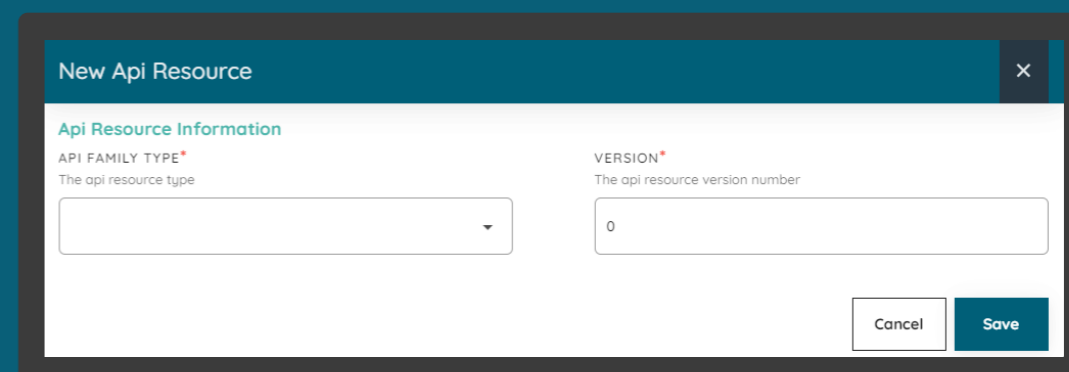 New Api Resource
Api Resource Information
API FAMILY TYPE*
The api resource type
VERSION*
The api resource version number
0
Cancel
Save